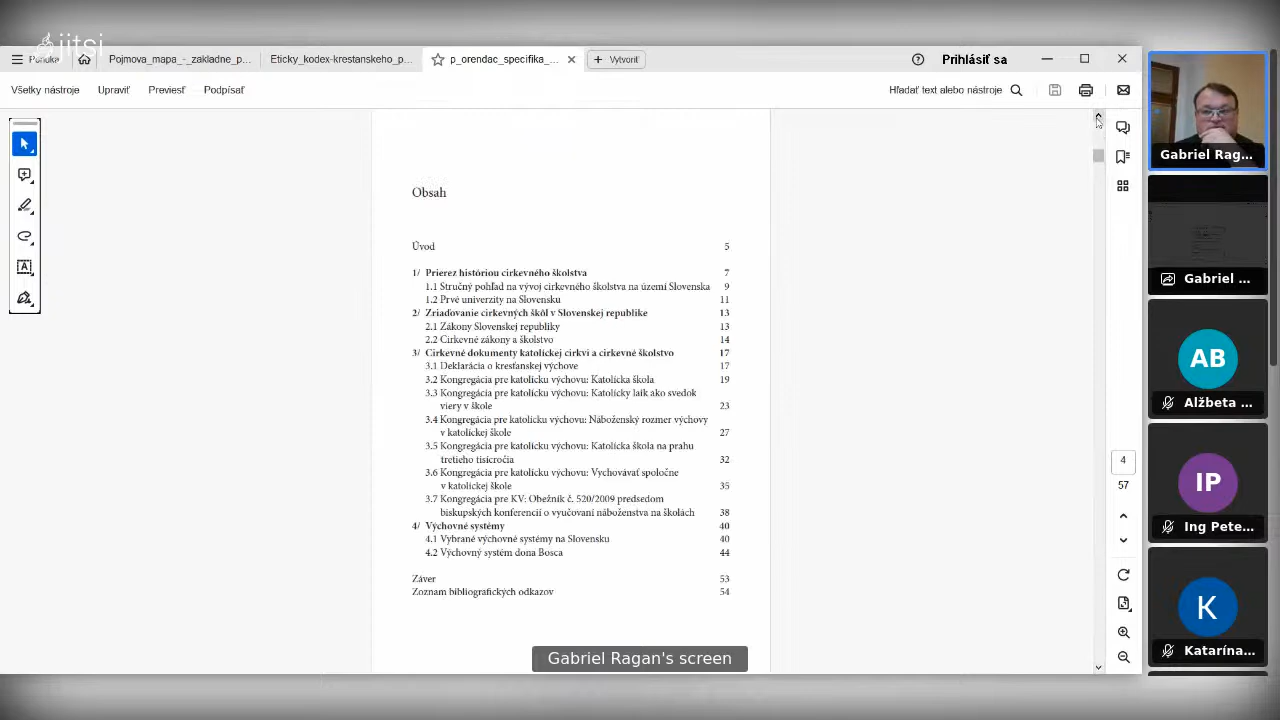 jitsi
Ponuka
Pojmova_mapa_-_zakladne_p...
Eticky_kodex-krestanskeho_p...
p_orendac_specifika_...
Vytvoriť
Prihlásiť sa
Všetky nástroje
Upraviť
Previesť
Podpísať
Hľadať text alebo nástroje
Obsah
Úvod 5
1/ Prierez históriou cirkevného školstva 7
1.1 Stručný pohľad na vývoj cirkevného školstva na území Slovenska 9
1.2 Prvé univerzity na Slovensku 11
2/ Zriaďovanie cirkevných škôl v Slovenskej republike 13
2.1 Zákony Slovenskej republiky 13
2.2 Cirkevné zákony a školstvo 14
3/ Cirkevné dokumenty katolíckej cirkvi a cirkevné školstvo 17
3.1 Deklarácia o kresťanskej výchove 17
3.2 Kongregácia pre katolícku výchovu: Katolícka škola 19
3.3 Kongregácia pre katolícku výchovu: Katolícky laik ako svedok
viery v škole 23
3.4 Kongregácia pre katolícku výchovu: Náboženský rozmer výchovy
v katolíckej škole 27
3.5 Kongregácia pre katolícku výchovu: Katolícka škola na prahu
tretieho tisícročia 32
3.6 Kongregácia pre katolícku výchovu: Vychovávať spoločne
v katolíckej škole 35
3.7 Kongregácia pre KV: Obežník č. 520/2009 predsedom
biskupských konferencií o vyučovaní náboženstva na školách 38
4/ Výchovné systémy 40
4.1 Vybrané výchovné systémy na Slovensku 40
4.2 Výchovný systém dona Bosca 44
Záver 53
Zoznam bibliografických odkazov 54
4
57
Gabriel Ragan's screen
Gabriel Rag...
Gabriel ...
AB
Alžbeta ...
IP
Ing Pete...
K
Katarína...